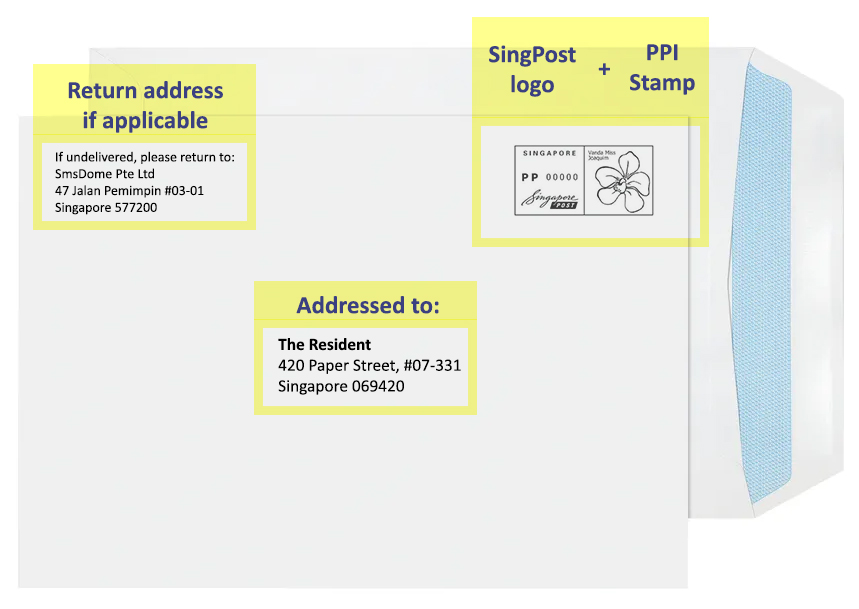 Return address
if applicable
If undelivered, please return to:
SmsDome Pte Ltd
47 Jalan Pemimpin #03-01
Singapore 577200
SingPost
logo
+
PPI
Stamp
SINGAPORE
PP 00000
Singapore
POST
Vanda Miss
Joaquim
Addressed to:
The Resident
420 Paper Street, #07-331
Singapore 069420